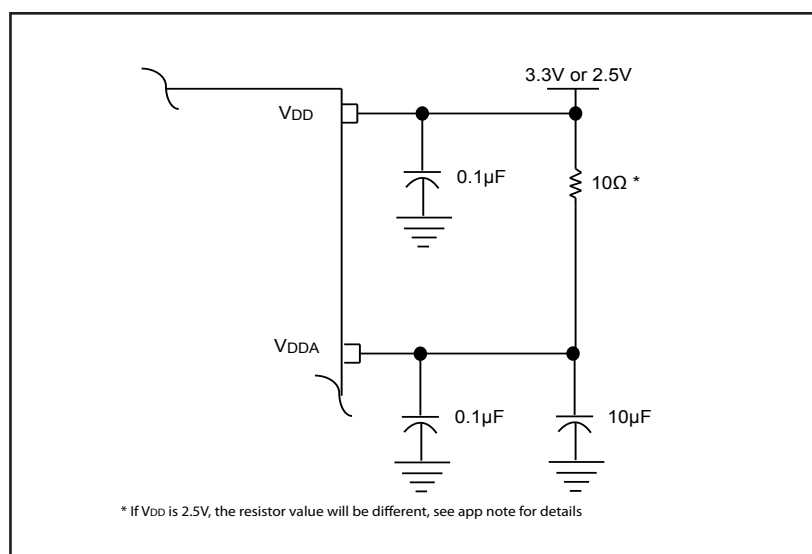 3.3V or 2.5V
VDD
0.1µF
10Ω *
VDDA
0.1µF
10µF
* If VDD is 2.5V, the resistor value will be different, see app note for details